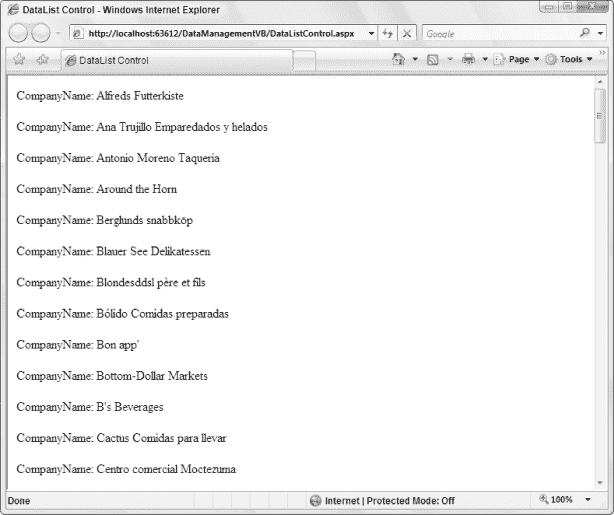 DataList Control - Windows Internet Explorer
http://localhost:63612/DataManagementVB/DataListControl.aspx
Google
DataList Control
Page
Tools
CompanyName: Alfreds Futterkiste
CompanyName: Ana Trujillo Emparedados y helados
CompanyName: Antonio Moreno Taqueria
CompanyName: Around the Horn
CompanyName: Berglunds snabbköp
CompanyName: Blauer See Delikatessen
CompanyName: Blondesddsl père et fils
CompanyName: Bólido Comidas preparadas
CompanyName: Bon app'
CompanyName: Bottom-Dollar Markets
CompanyName: B's Beverages
CompanyName: Cactus Comidas para llevar
CompanyName: Centro comercial Moctezuma
Done
Internet | Protected Mode: Off
100%